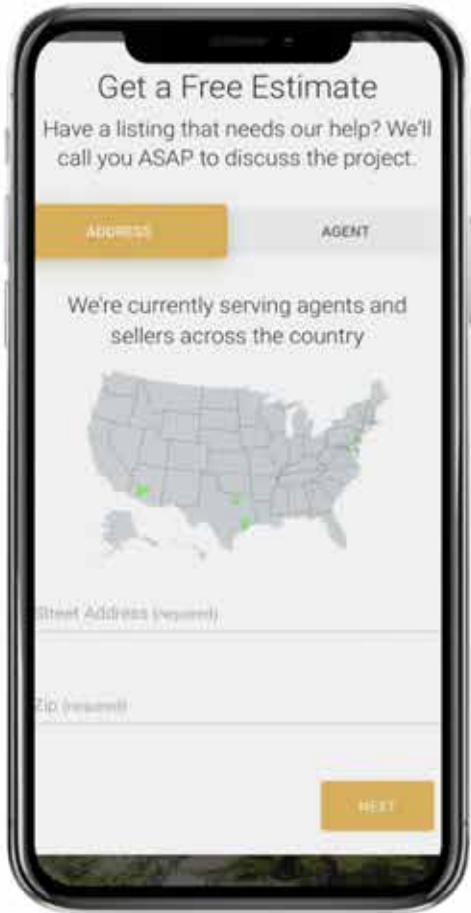 Get a Free Estimate
Have a listing that needs our help? We'll
call you ASAP to discuss the project.
ADDRESS
AGENT
We're currently serving agents and
sellers across the country
Street Address (required)
Zip (required)
NEXT